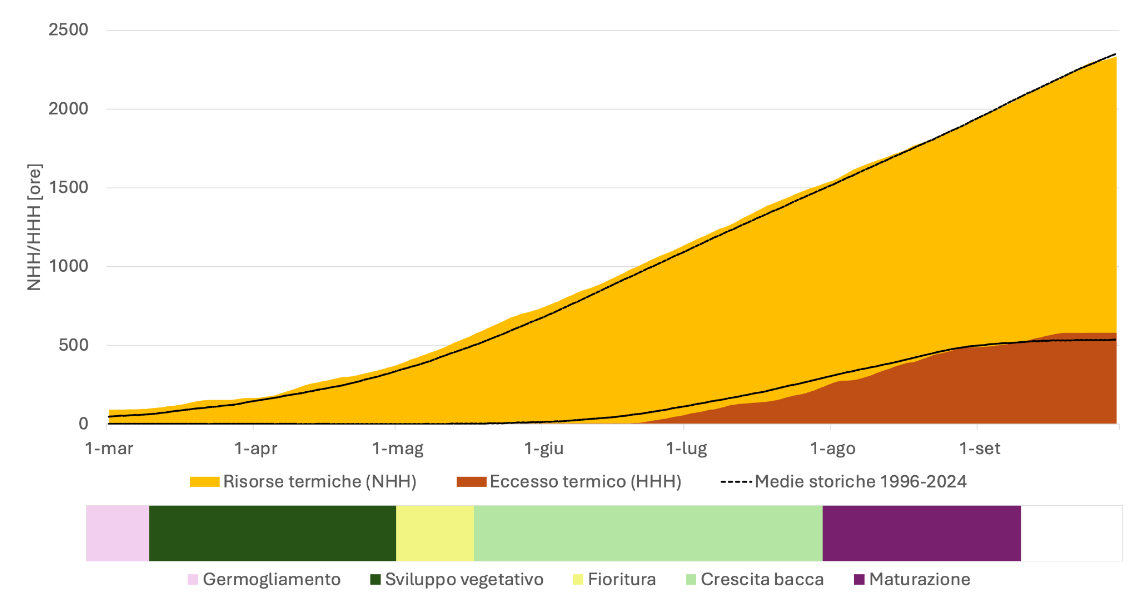 2500
2000
1500
1000
500
0
NHH/HHH [ore]
1-mar 1-apr 1-mag 1-giu 1-lug 1-ago 1-set
Risorse termiche (NHH) Eccesso termico (HHH) Medie storiche 1996-2024
Germogliamento Sviluppo vegetativo Fioritura Crescita bacca Maturazione